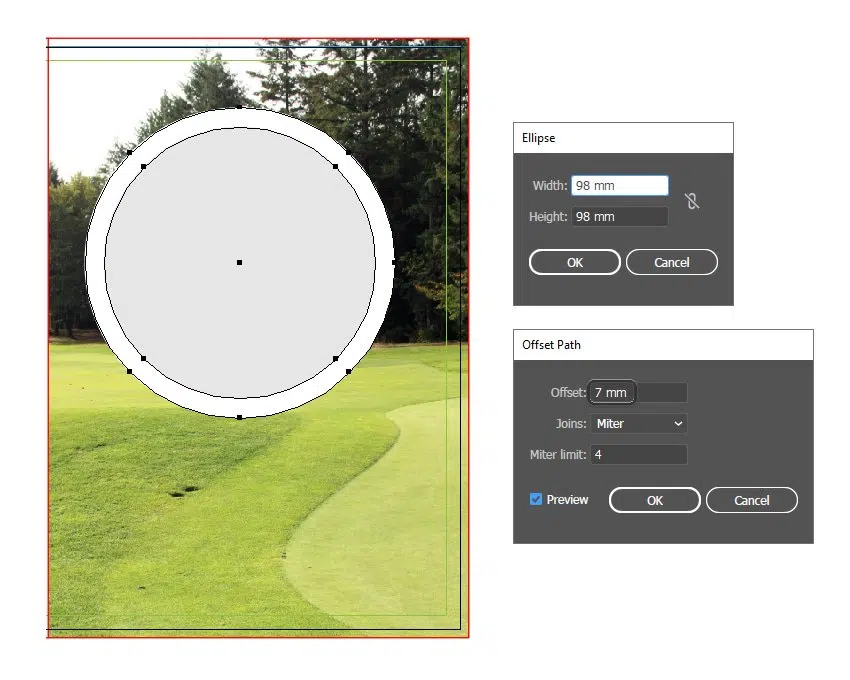 Ellipse
Width: 98 mm
Height: 98 mm
OK Cancel
Offset Path
Offset: 7 mm
Joins: Miter
Miter limit: 4
Preview OK Cancel